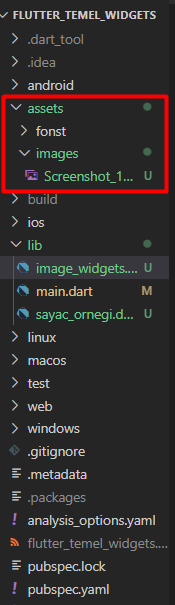 FLUTTER_TEMEL_WIDGETS
.dart_tool
.idea
android
assets
fonst
images
Screenshot_1... U
build
ios
lib
image_widgets.... U
main.dart M
sayac_ornegi.d... U
linux
macos
test
web
windows
.gitignore
.metadata
.packages
analysis_options.yaml
flutter_temel_widgets....
pubspec.lock
pubspec.yaml